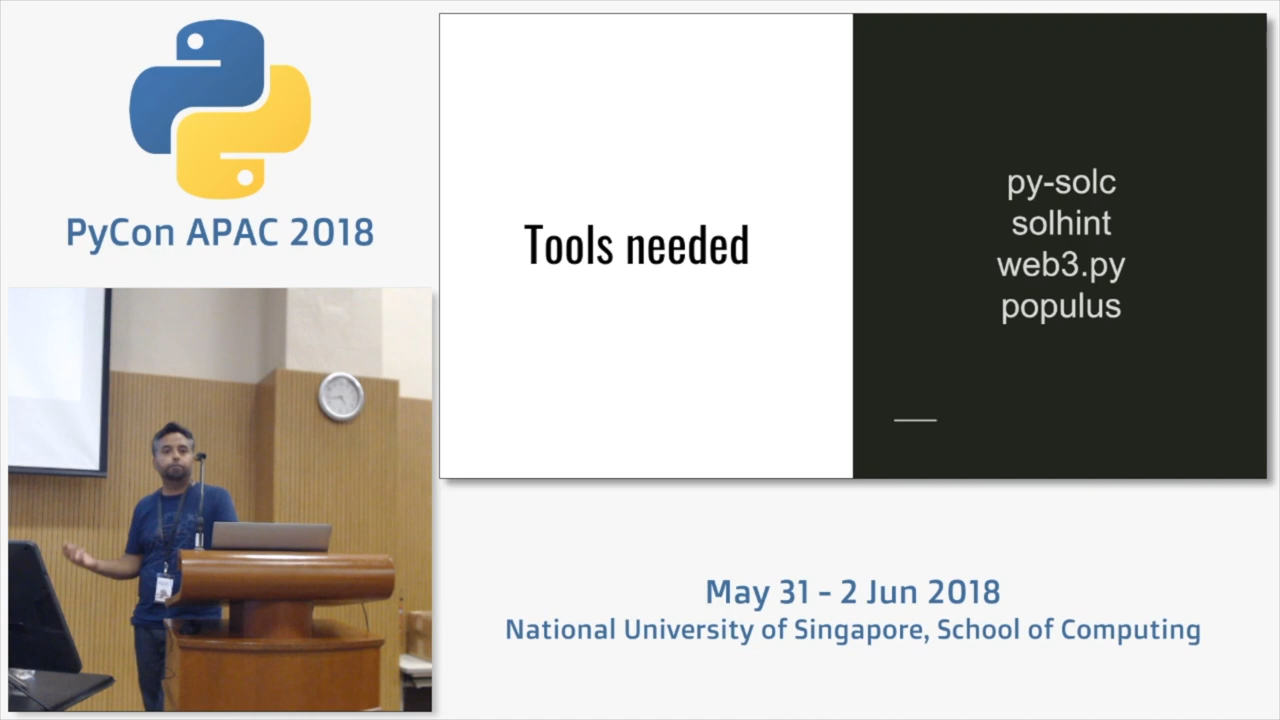 PyCon APAC 2018
Tools needed
py-solc
solhint
web3.py
populus
May 31 - 2 Jun 2018
National University of Singapore, School of Computing